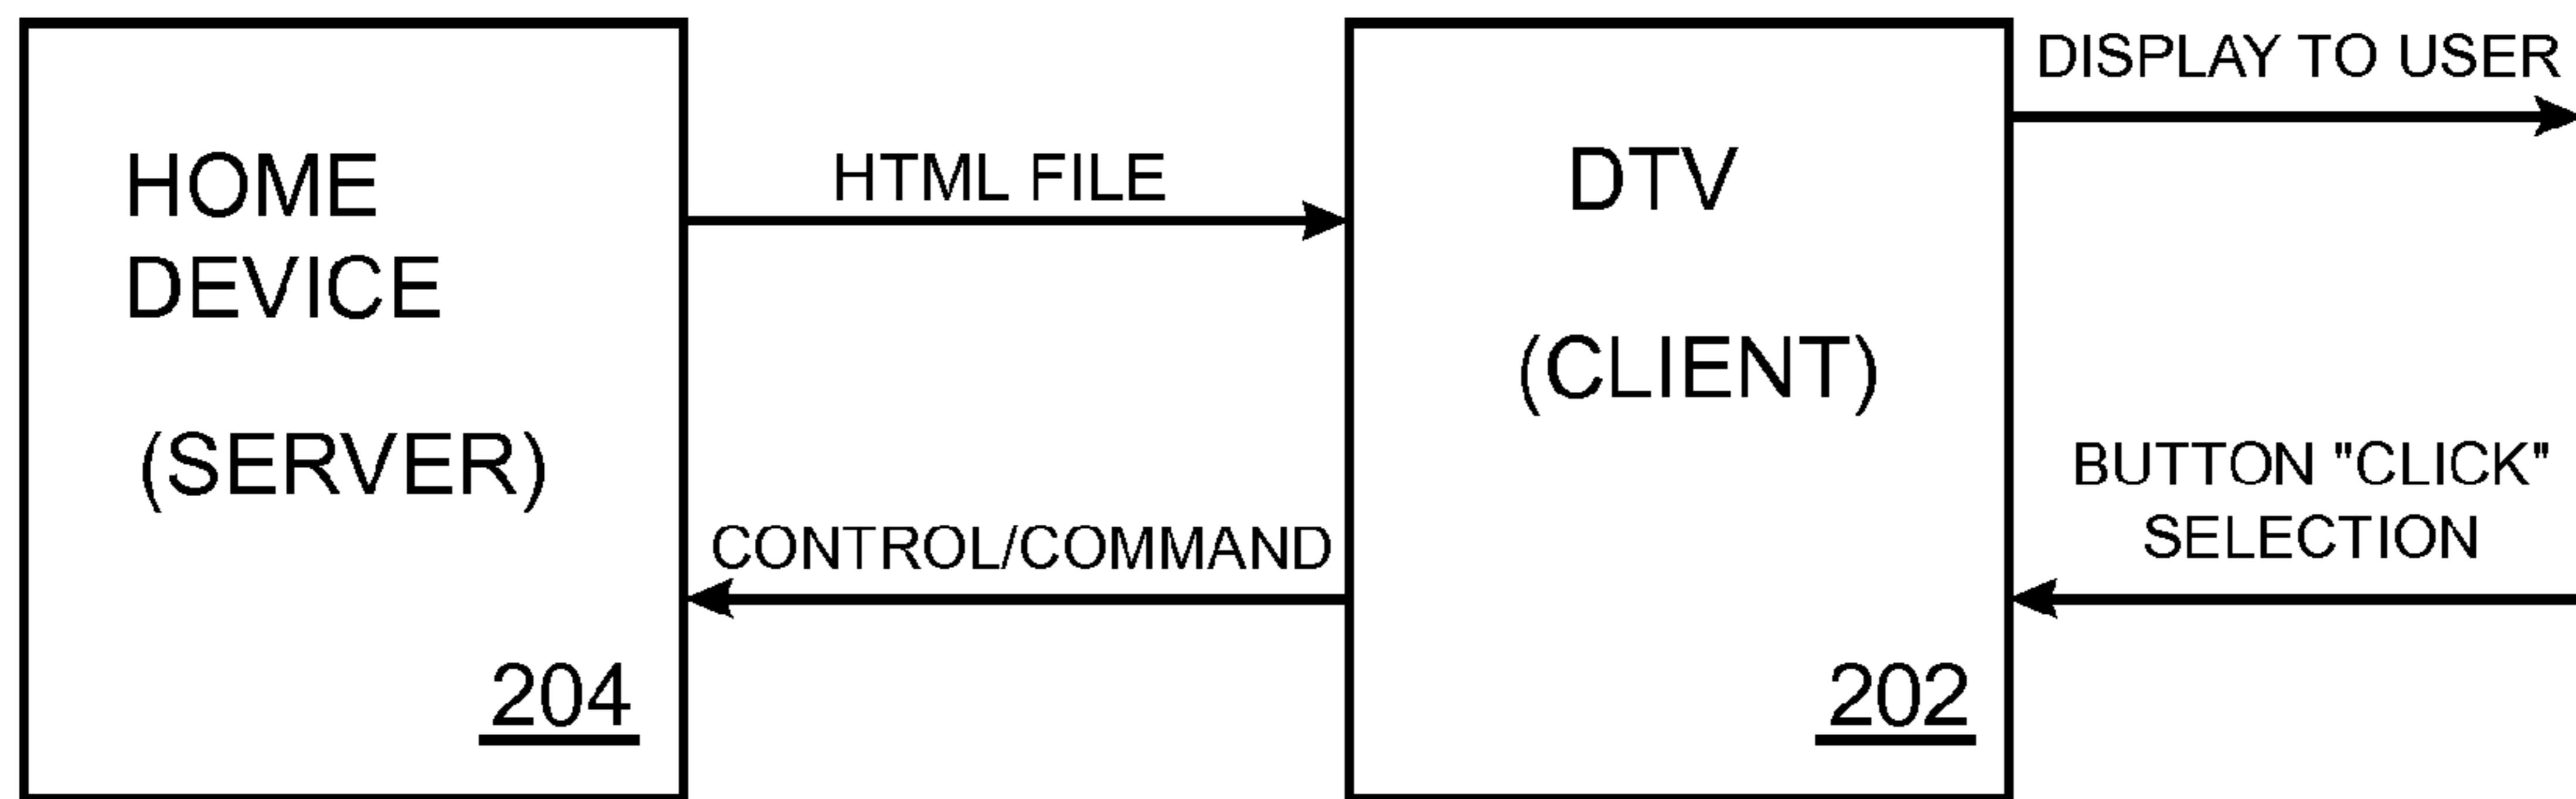 HOME
DEVICE
(SERVER)
204
HTML FILE
CONTROL/COMMAND
DTV
(CLIENT)
202
DISPLAY TO USER
BUTTON "CLICK"
SELECTION